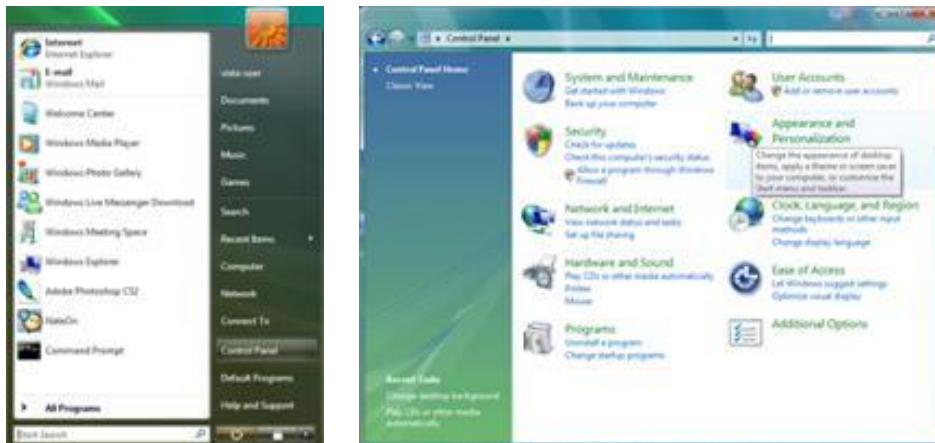 Internet
Internet Explorer
E-mail
Windows Mail
Welcome Center
Windows Media Player
Windows Photo Gallery
Windows Live Messenger Download
Windows Meeting Space
Windows Explorer
Adobe Photoshop CS2
NateOn
Command Prompt
All Programs
Start Search
vista user
Documents
Pictures
Music
Games
Search
Recent Items
Computer
Network
Connect To
Control Panel
Default Programs
Help and Support
Control Panel
Control Panel Home
Classic View
System and Maintenance
Get started with Windows
Back up your computer
Security
Check for updates
Check this computer's security status
Allow a program through Windows
Firewall
Network and Internet
View network status and tasks
Set up file sharing
Hardware and Sound
Play CDs or other media automatically
Printer
Mouse
Programs
Uninstall a program
Change startup programs
User Accounts
Add or remove user accounts
Appearance and
Personalization
Change the appearance of desktop
items, apply a theme or screen saver
to your computer, or customize the
Start menu and taskbar.
Clock, Language, and Region
Change keyboards or other input
methods
Change display language
Ease of Access
Let Windows suggest settings
Optimize visual display
Additional Options
Recent Tasks
Change desktop background
Play CDs or other media
automatically